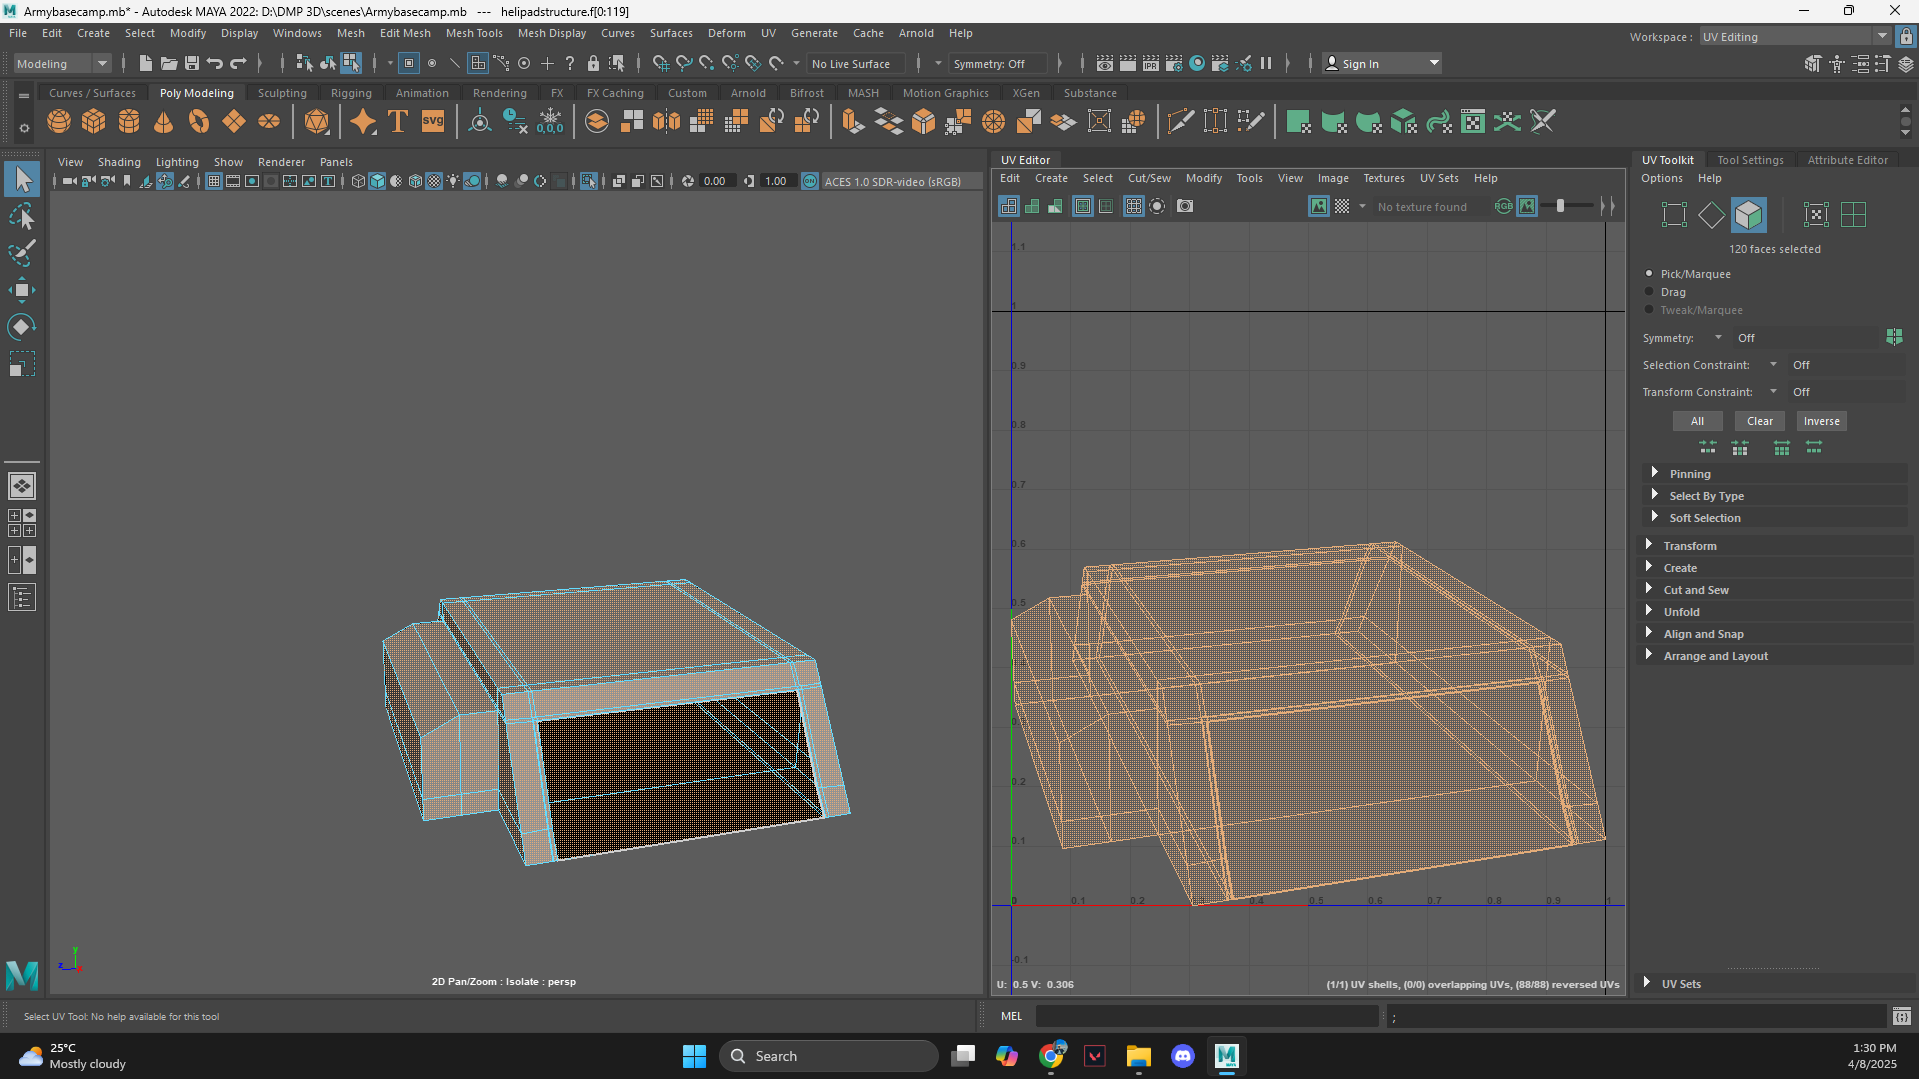 Armybasecamp.mb* - Autodesk MAYA 2022: D:\DMP 3D\scenes\Armybasecamp.mb   ---   helipadstructure.f[0:119]
File Edit Create Select Modify Display Windows Mesh Edit Mesh Mesh Tools Mesh Display Curves Surfaces Deform UV Generate Cache Arnold Help
Workspace : UV Editing
Modeling No Live Surface Symmetry: Off IPR Sign In
Curves / Surfaces Poly Modeling Sculpting Rigging Animation Rendering FX FX Caching Custom Arnold Bifrost MASH Motion Graphics XGen Substance
T svg 0,0,0
View Shading Lighting Show Renderer Panels
0.00 1.00 ON ACES 1.0 SDR-video (sRGB)
2D Pan/Zoom : Isolate : persp
y
z
UV Editor
Edit Create Select Cut/Sew Modify Tools View Image Textures UV Sets Help
No texture found RGB
1.1
1
0.9
0.8
0.7
0.6
0.5
0.2
0.1
0 0.1 0.2 0.4 0.5 0.6 0.7 0.8 0.9 1
-0.1
U: 0.5 V: 0.306 (1/1) UV shells, (0/0) overlapping UVs, (88/88) reversed UVs
UV Toolkit Tool Settings Attribute Editor
Options Help
120 faces selected
Pick/Marquee
Drag
Tweak/Marquee
Symmetry: Off
Selection Constraint: Off
Transform Constraint: Off
All Clear Inverse
Pinning
Select By Type
Soft Selection
Transform
Create
Cut and Sew
Unfold
Align and Snap
Arrange and Layout
UV Sets
Select UV Tool: No help available for this tool
MEL ;
25°C
Mostly cloudy
Search
1:30 PM
4/8/2025